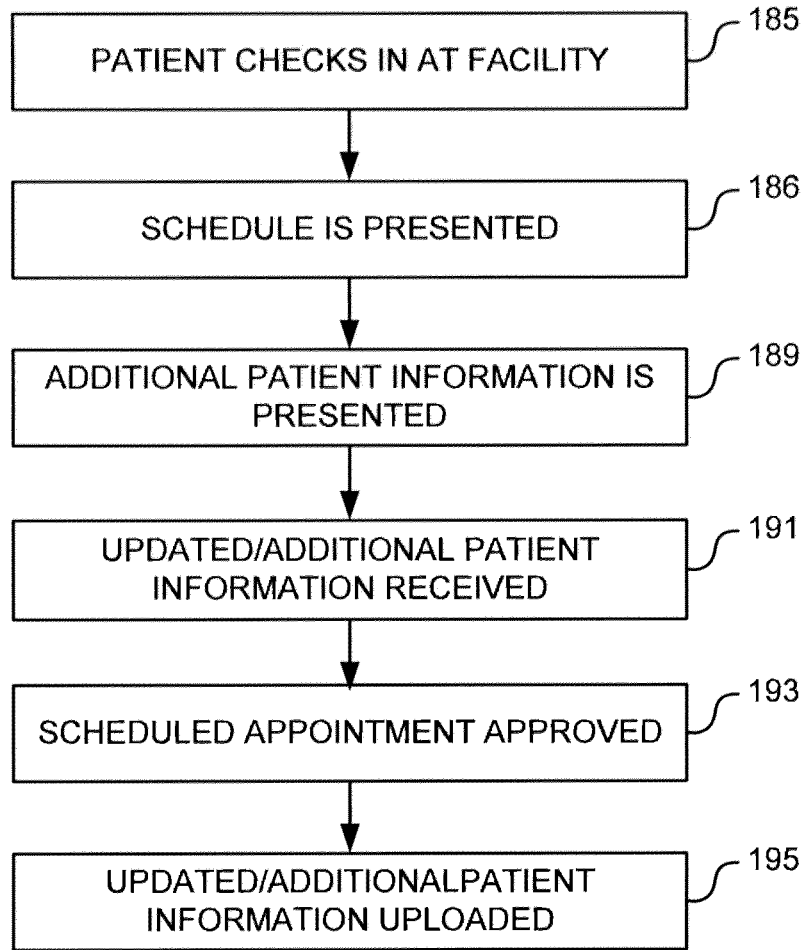 185
PATIENT CHECKS IN AT FACILITY
186
SCHEDULE IS PRESENTED
189
ADDITIONAL PATIENT INFORMATION IS
PRESENTED
191
UPDATED/ADDITIONAL PATIENT
INFORMATION RECEIVED
193
SCHEDULED APPOINTMENT APPROVED
195
UPDATED/ADDITIONALPATIENT
INFORMATION UPLOADED